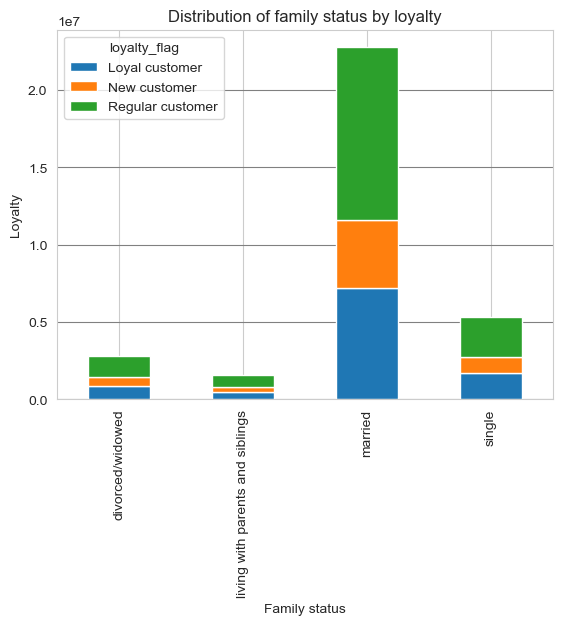 Distribution of family status by loyalty
1e7
loyalty_flag
Loyal customer
New customer
Regular customer
2.0
1.5
1.0
0.5
0.0
Loyalty
divorced/widowed
living with parents and siblings
married
single
Family status